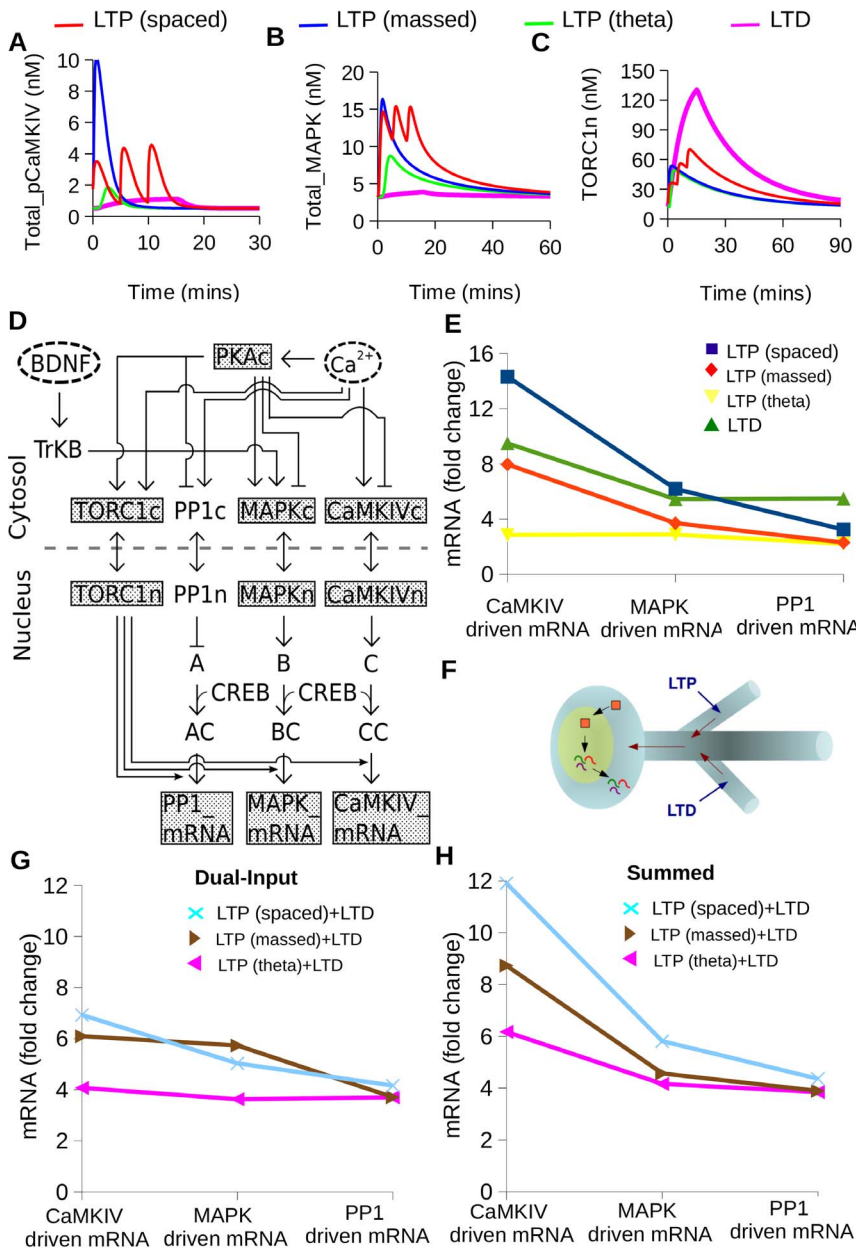 LTP (spaced) LTP (massed) LTP (theta) LTD
A
Total_pCaMKIV (nM)
10
8
6
4
2
0
0 10 20 30
Time (mins)
B
Total_MAPK (nM)
20
15
10
5
0
0 20 40 60
Time (mins)
C
TORC1n (nM)
150
120
90
60
30
0
0 30 60 90
Time (mins)
D
BDNF PKAc Ca2+
TrKB
Cytosol
TORC1c PP1c MAPKc CaMKIVc
Nucleus
TORC1n PP1n MAPKn CaMKIVn
A B C
CREB CREB
AC BC CC
PP1_ MAPK_ CaMKIV_
mRNA mRNA mRNA
E
LTP (spaced)
LTP (massed)
LTP (theta)
LTD
mRNA (fold change)
16
12
8
4
0
CaMKIV MAPK PP1
driven mRNA driven mRNA driven mRNA
F
LTP
LTD
G
Dual-Input
LTP (spaced)+LTD
LTP (massed)+LTD
LTP (theta)+LTD
mRNA (fold change)
12
10
8
6
4
2
0
CaMKIV MAPK PP1
driven mRNA driven mRNA driven mRNA
H
Summed
LTP (spaced)+LTD
LTP (massed)+LTD
LTP (theta)+LTD
mRNA (fold change)
12
10
8
6
4
2
0
CaMKIV MAPK PP1
driven mRNA driven mRNA driven mRNA